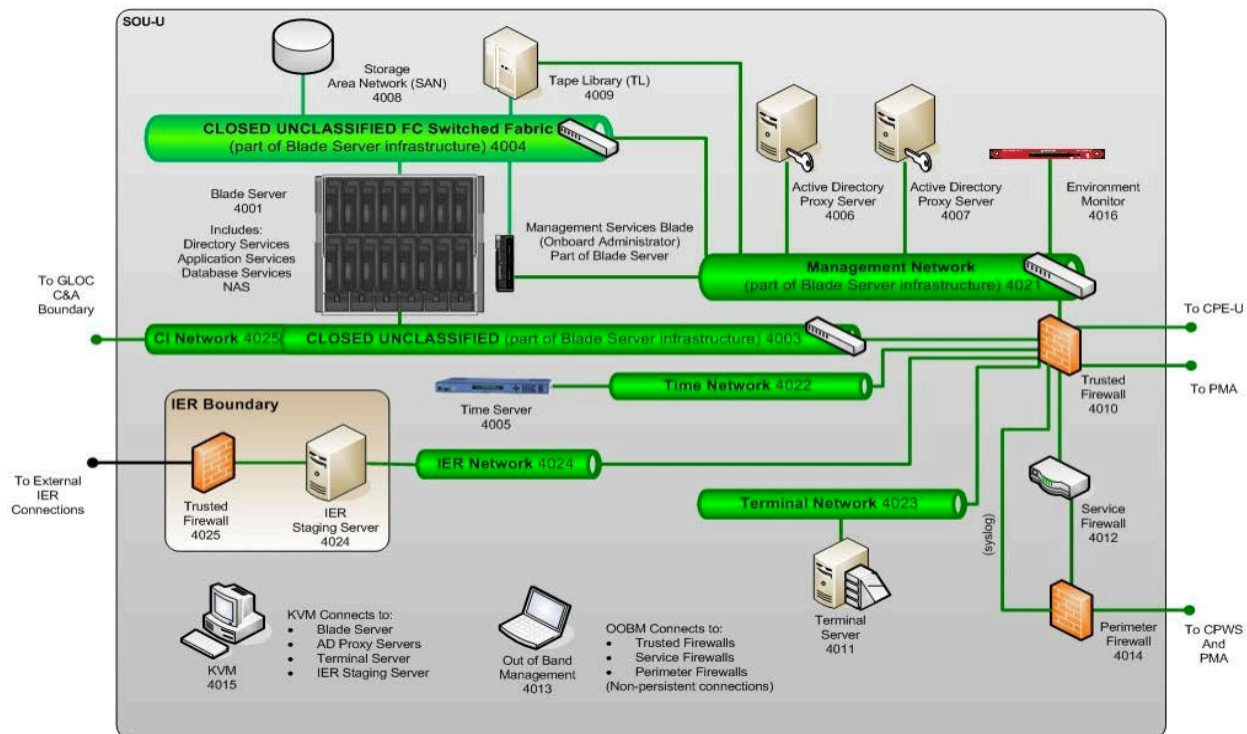 SOU-U
Storage
Area Network (SAN)
4008
Tape Library (TL)
4009
CLOSED UNCLASSIFIED FC Switched Fabric
(part of Blade Server infrastructure) 4004
Active Directory
Proxy Server
4006
Active Directory
Proxy Server
4007
Environment
Monitor
4016
Blade Server
4001
Includes:
Directory Services
Application Services
Database Services
NAS
Management Services Blade
(Onboard Administrator)
Part of Blade Server
Management Network
(part of Blade Server infrastructure) 4021
To GLOC
C&A
Boundary
CI Network 4025
CLOSED UNCLASSIFIED (part of Blade Server infrastructure) 4003
To CPE-U
To PMA
Trusted
Firewall
4010
Time Server
4005
Time Network 4022
IER Boundary
To External
IER
Connections
Trusted
Firewall
4025
IER
Staging Server
4024
IER Network 4024
Terminal Network 4023
Terminal
Server
4011
(syslog)
Service
Firewall
4012
Perimeter
Firewall
4014
To CPWS
And
PMA
KVM
4015
KVM Connects to:
• Blade Server
• AD Proxy Servers
• Terminal Server
• IER Staging Server
Out of Band
Management
4013
OOBM Connects to:
• Trusted Firewalls
• Service Firewalls
• Perimeter Firewalls
(Non-persistent connections)